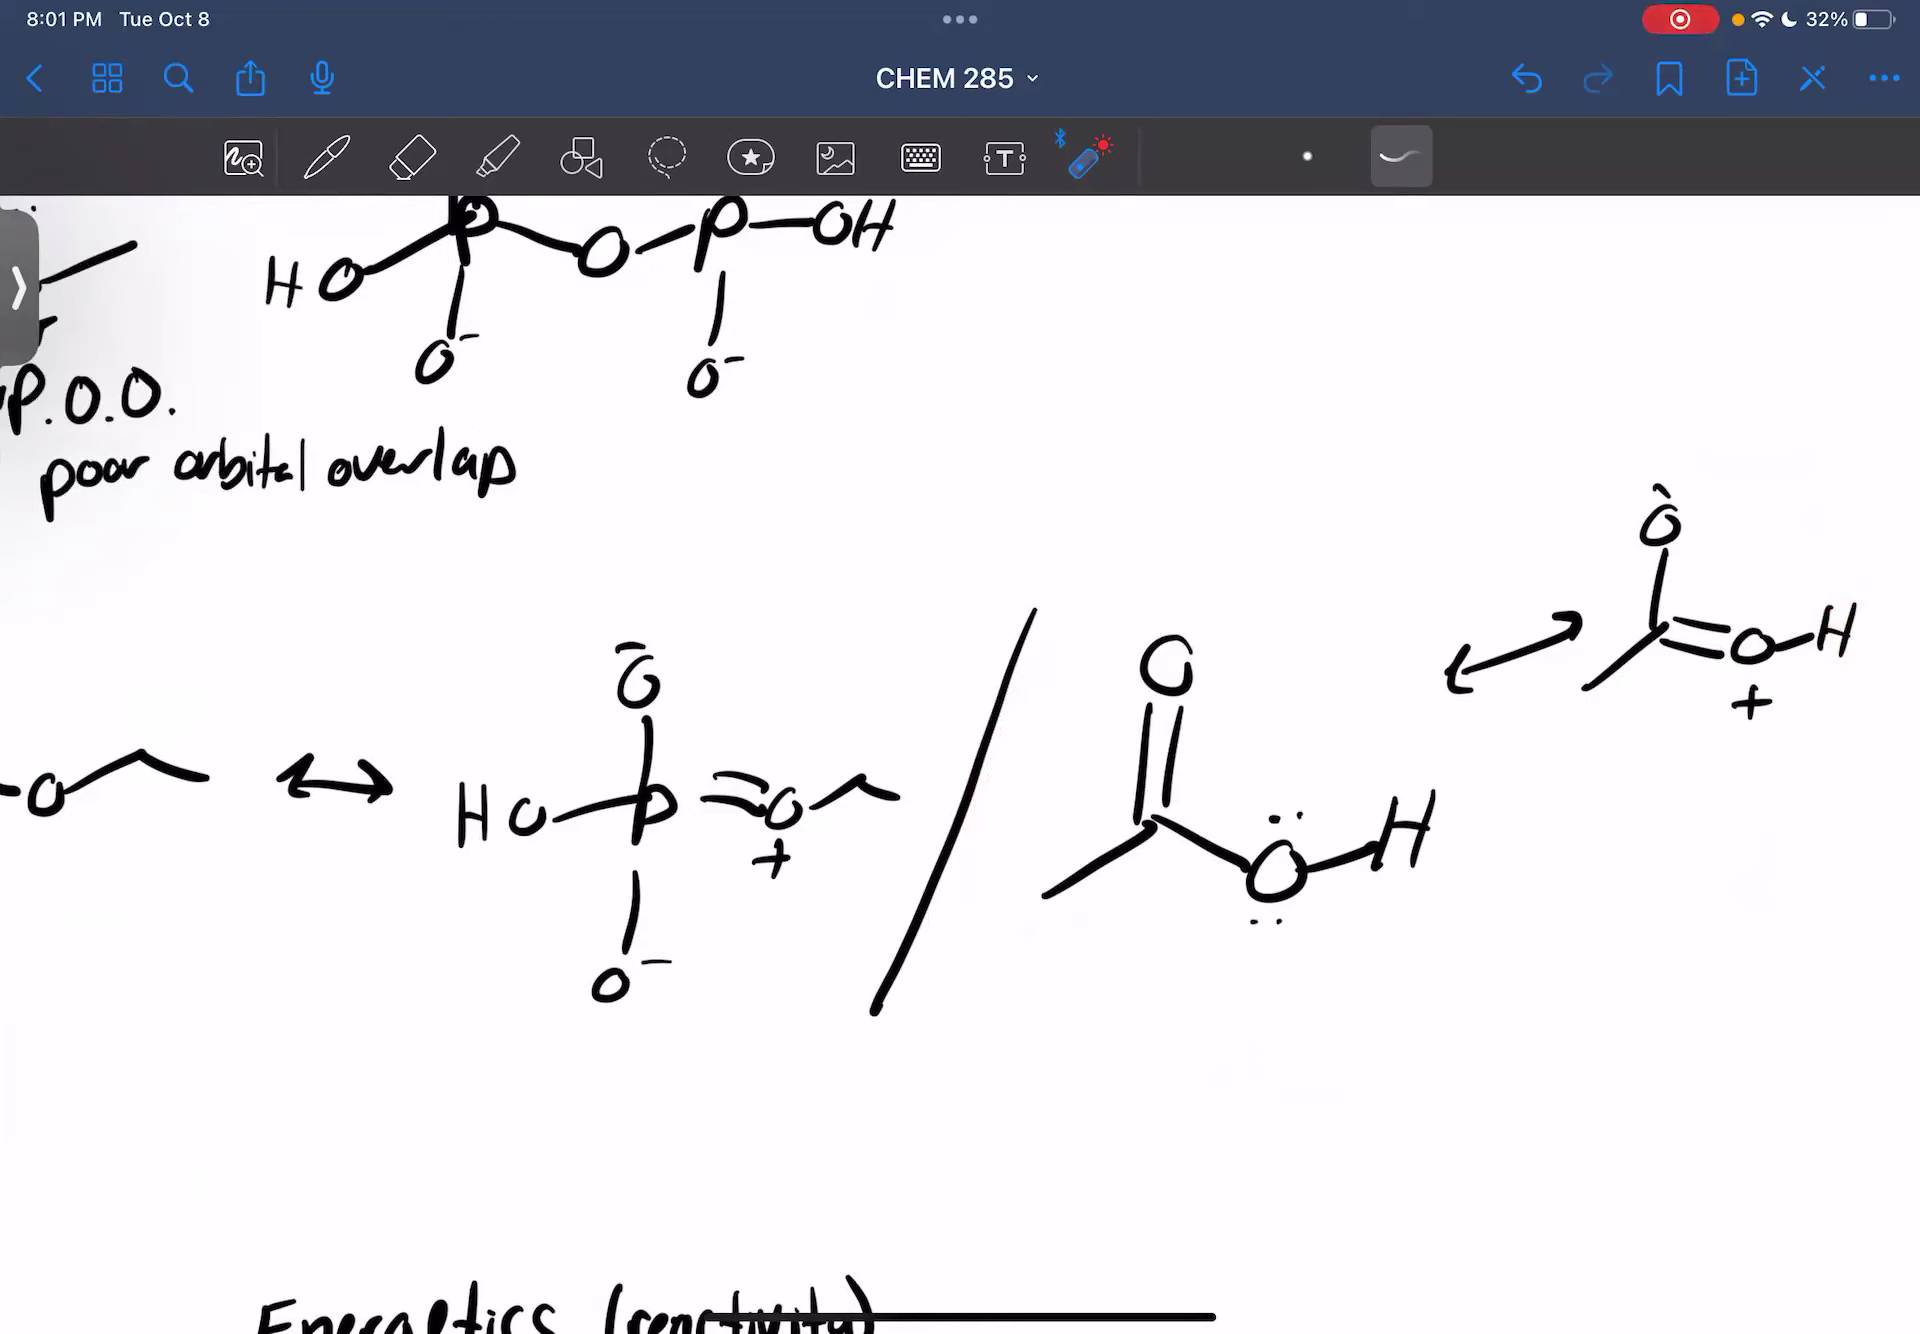 8:01 PM Tue Oct 8
32%
CHEM 285
T
P
O
P
OH
HO
O⁻
O⁻
P.O.O.
poor orbital overlap
O⁻
O
H
+
O⁻
O
O
HO
P
O
+
O
H
O⁻
Energetics (reactivity)